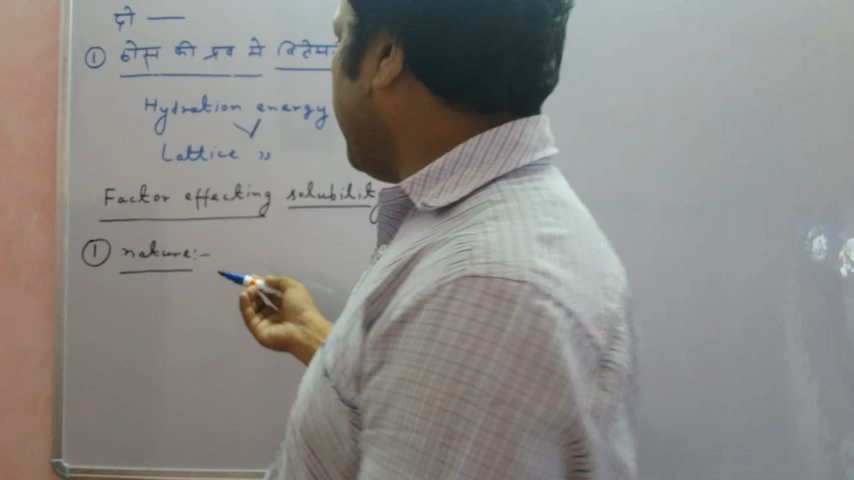 दो —
① ठोस की द्रव में
Hydration energy
Lattice ”
Factor effecting solubility
① nature:-